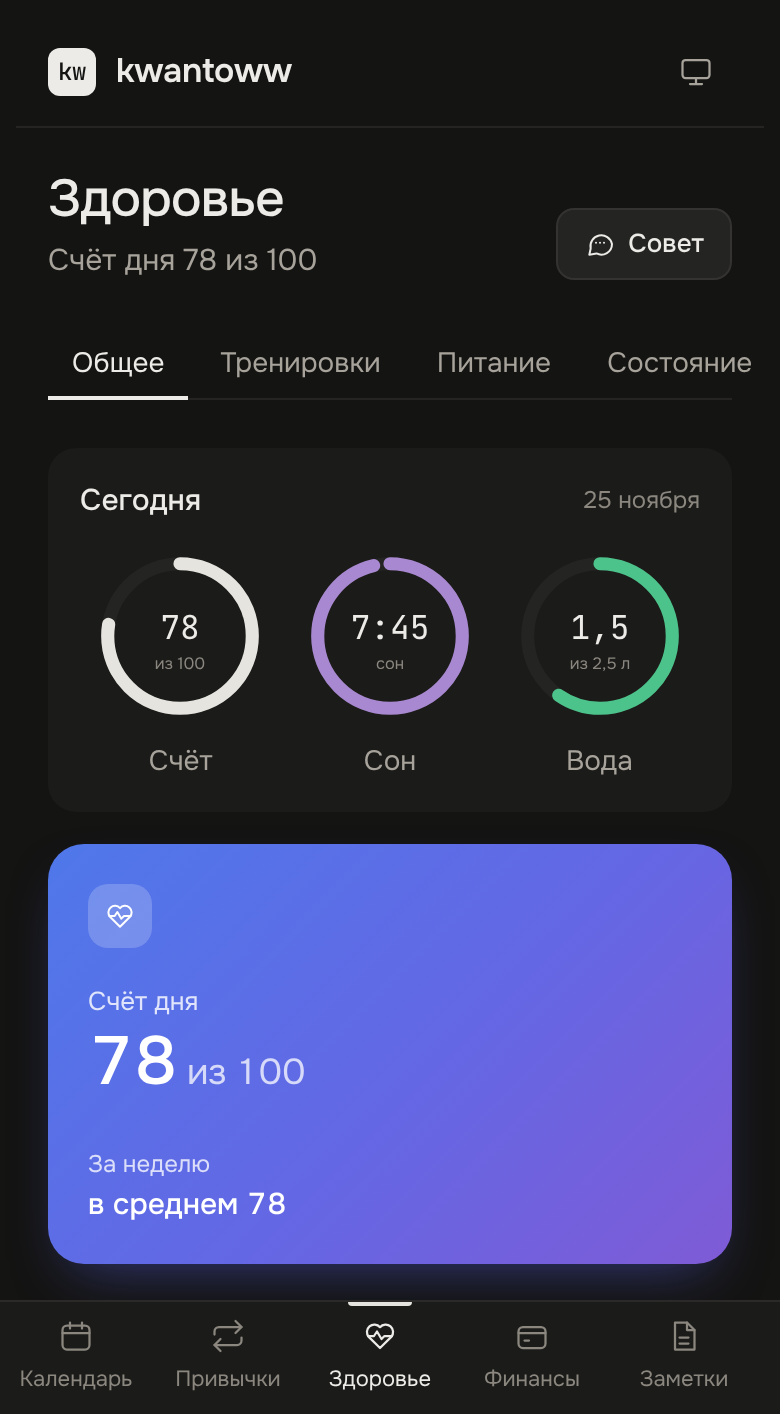 kw kwantoww
Здоровье
Счёт дня 78 из 100
Совет
Общее Тренировки Питание Состояние
Сегодня 25 ноября
78 7:45 1,5
из 100 сон из 2,5 л
Счёт Сон Вода
Счёт дня
78 из 100
За неделю
в среднем 78
Календарь Привычки Здоровье Финансы Заметки